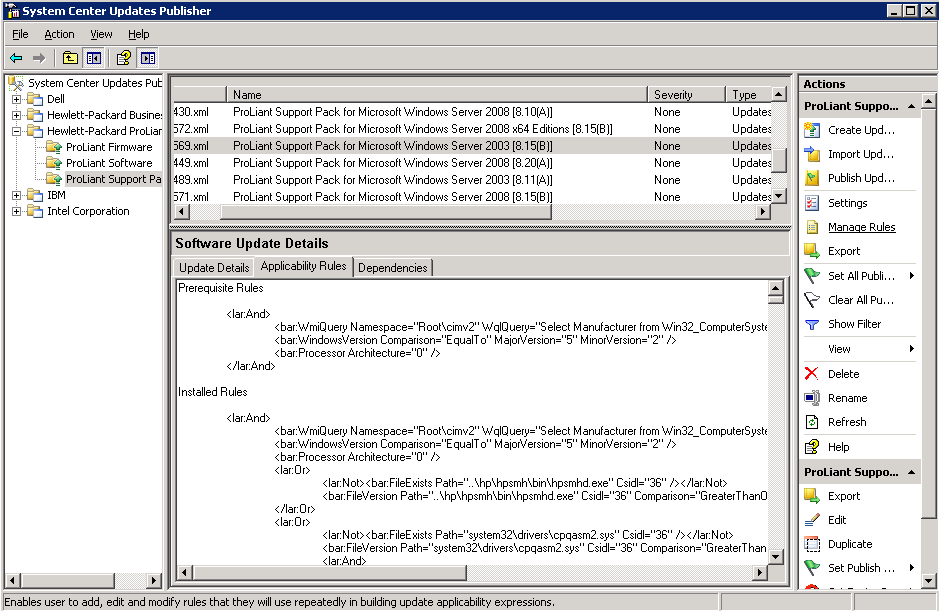 System Center Updates Publisher
File Action View Help
System Center Updates Pub
Dell
Hewlett-Packard Busines
Hewlett-Packard ProLian
ProLiant Firmware
ProLiant Software
ProLiant Support Pa
IBM
Intel Corporation
Name Severity Type
430.xml ProLiant Support Pack for Microsoft Windows Server 2008 [8.10(A)] None Updates
572.xml ProLiant Support Pack for Microsoft Windows Server 2008 x64 Editions [8.15(B)] None Updates
569.xml ProLiant Support Pack for Microsoft Windows Server 2003 [8.15(B)] None Updates
449.xml ProLiant Support Pack for Microsoft Windows Server 2008 [8.20(A)] None Updates
489.xml ProLiant Support Pack for Microsoft Windows Server 2003 [8.11(A)] None Updates
571.xml ProLiant Support Pack for Microsoft Windows Server 2008 [8.15(B)] None Updates
Software Update Details
Update Details Applicability Rules Dependencies
Prerequisite Rules
<lar:And>
<bar:WmiQuery Namespace="Root\cimv2" WqlQuery="Select Manufacturer from Win32_ComputerSyste
<bar:WindowsVersion Comparison="EqualTo" MajorVersion="5" MinorVersion="2" />
<bar:Processor Architecture="0" />
</lar:And>
Installed Rules
<lar:And>
<bar:WmiQuery Namespace="Root\cimv2" WqlQuery="Select Manufacturer from Win32_ComputerSyste
<bar:WindowsVersion Comparison="EqualTo" MajorVersion="5" MinorVersion="2" />
<bar:Processor Architecture="0" />
<lar:Or>
<lar:Not><bar:FileExists Path="..\hp\hpsmh\bin\hpsmhd.exe" Csidl="36" /></lar:Not>
<bar:FileVersion Path="..\hp\hpsmh\bin\hpsmhd.exe" Csidl="36" Comparison="GreaterThanO
</lar:Or>
<lar:Or>
<lar:Not><bar:FileExists Path="system32\drivers\cpqasm2.sys" Csidl="36" /></lar:Not>
<bar:FileVersion Path="system32\drivers\cpqasm2.sys" Csidl="36" Comparison="GreaterThan
<lar:And>
Actions
ProLiant Suppo...
Create Upd...
Import Upd...
Publish Upd...
Settings
Manage Rules
Export
Set All Publi...
Clear All Pu...
Show Filter
View
Delete
Rename
Refresh
Help
ProLiant Suppo...
Export
Edit
Duplicate
Set Publish ...
Enables user to add, edit and modify rules that they will use repeatedly in building update applicability expressions.